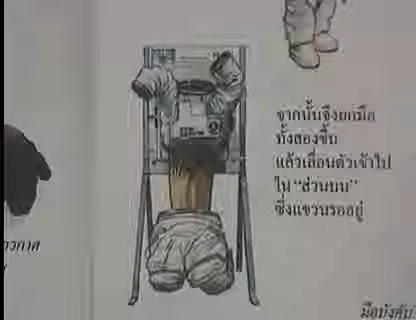 จากนั้นจึงยกมือ
ทั้งสองขึ้น
แล้วเลื่อนตัวเข้าไป
ใน “ส่วนบน”
ซึ่งแขวนรออยู่